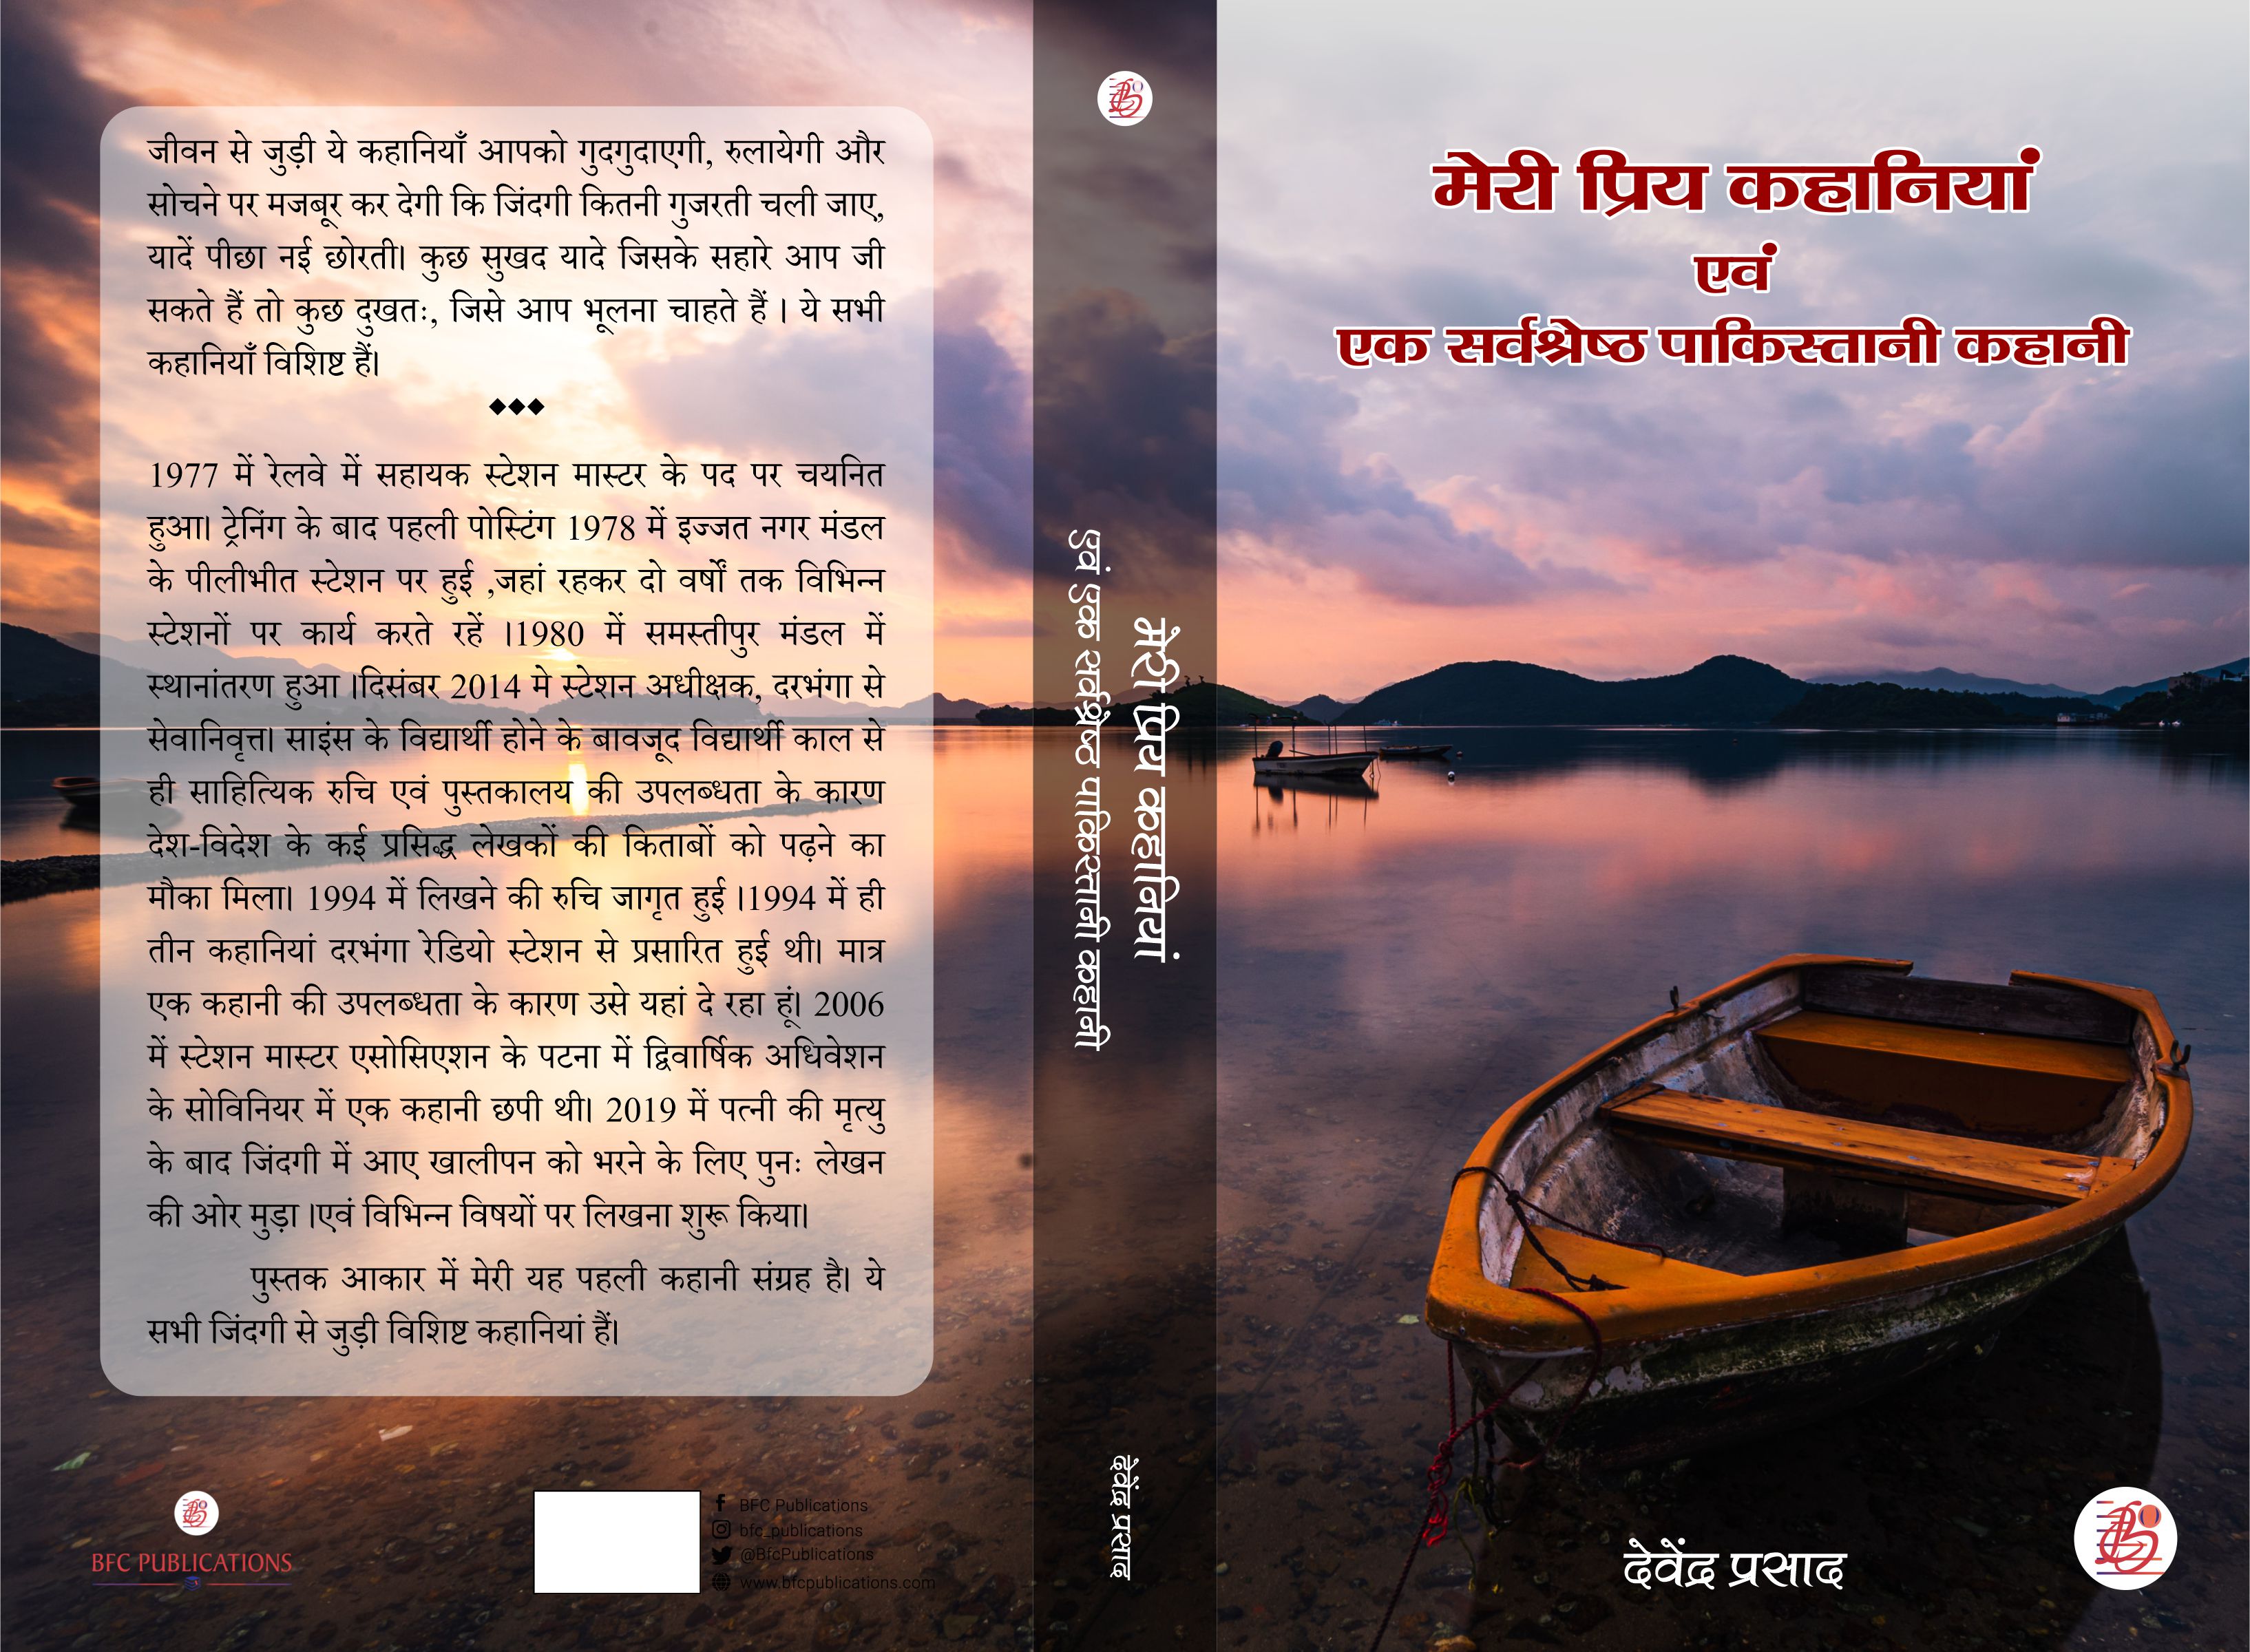 जीवन से जुड़ी ये कहानियाँ आपको गुदगुदाएगी, रुलायेगी और
सोचने पर मजबूर कर देगी कि जिंदगी कितनी गुजरती चली जाए,
यादें पीछा नई छोरती। कुछ सुखद यादे जिसके सहारे आप जी
सकते हैं तो कुछ दुखतः, जिसे आप भूलना चाहते हैं । ये सभी
कहानियाँ विशिष्ट हैं।
1977 में रेलवे में सहायक स्टेशन मास्टर के पद पर चयनित
हुआ। ट्रेनिंग के बाद पहली पोस्टिंग 1978 में इज्जत नगर मंडल
के पीलीभीत स्टेशन पर हुई ,जहां रहकर दो वर्षों तक विभिन्न
स्टेशनों पर कार्य करते रहें ।1980 में समस्तीपुर मंडल में
स्थानांतरण हुआ ।दिसंबर 2014 मे स्टेशन अधीक्षक, दरभंगा से
सेवानिवृत्त। साइंस के विद्यार्थी होने के बावजूद विद्यार्थी काल से
ही साहित्यिक रुचि एवं पुस्तकालय की उपलब्धता के कारण
देश-विदेश के कई प्रसिद्ध लेखकों की किताबों को पढ़ने का
मौका मिला। 1994 में लिखने की रुचि जागृत हुई ।1994 में ही
तीन कहानियां दरभंगा रेडियो स्टेशन से प्रसारित हुई थी। मात्र
एक कहानी की उपलब्धता के कारण उसे यहां दे रहा हूं। 2006
में स्टेशन मास्टर एसोसिएशन के पटना में द्विवार्षिक अधिवेशन
के सोविनियर में एक कहानी छपी थी। 2019 में पत्नी की मृत्यु
के बाद जिंदगी में आए खालीपन को भरने के लिए पुनः लेखन
की ओर मुड़ा ।एवं विभिन्न विषयों पर लिखना शुरू किया।
पुस्तक आकार में मेरी यह पहली कहानी संग्रह है। ये
सभी जिंदगी से जुड़ी विशिष्ट कहानियां हैं।
BFC PUBLICATIONS
BFC Publications
bfc_publications
@BfcPublications
www.bfcpublications.com
मेरी प्रिय कहानियां
एवं एक सर्वश्रेष्ठ पाकिस्तानी कहानी
देवेंद्र प्रसाद
मेरी प्रिय कहानियां
एवं
एक सर्वश्रेष्ठ पाकिस्तानी कहानी
देवेंद्र प्रसाद